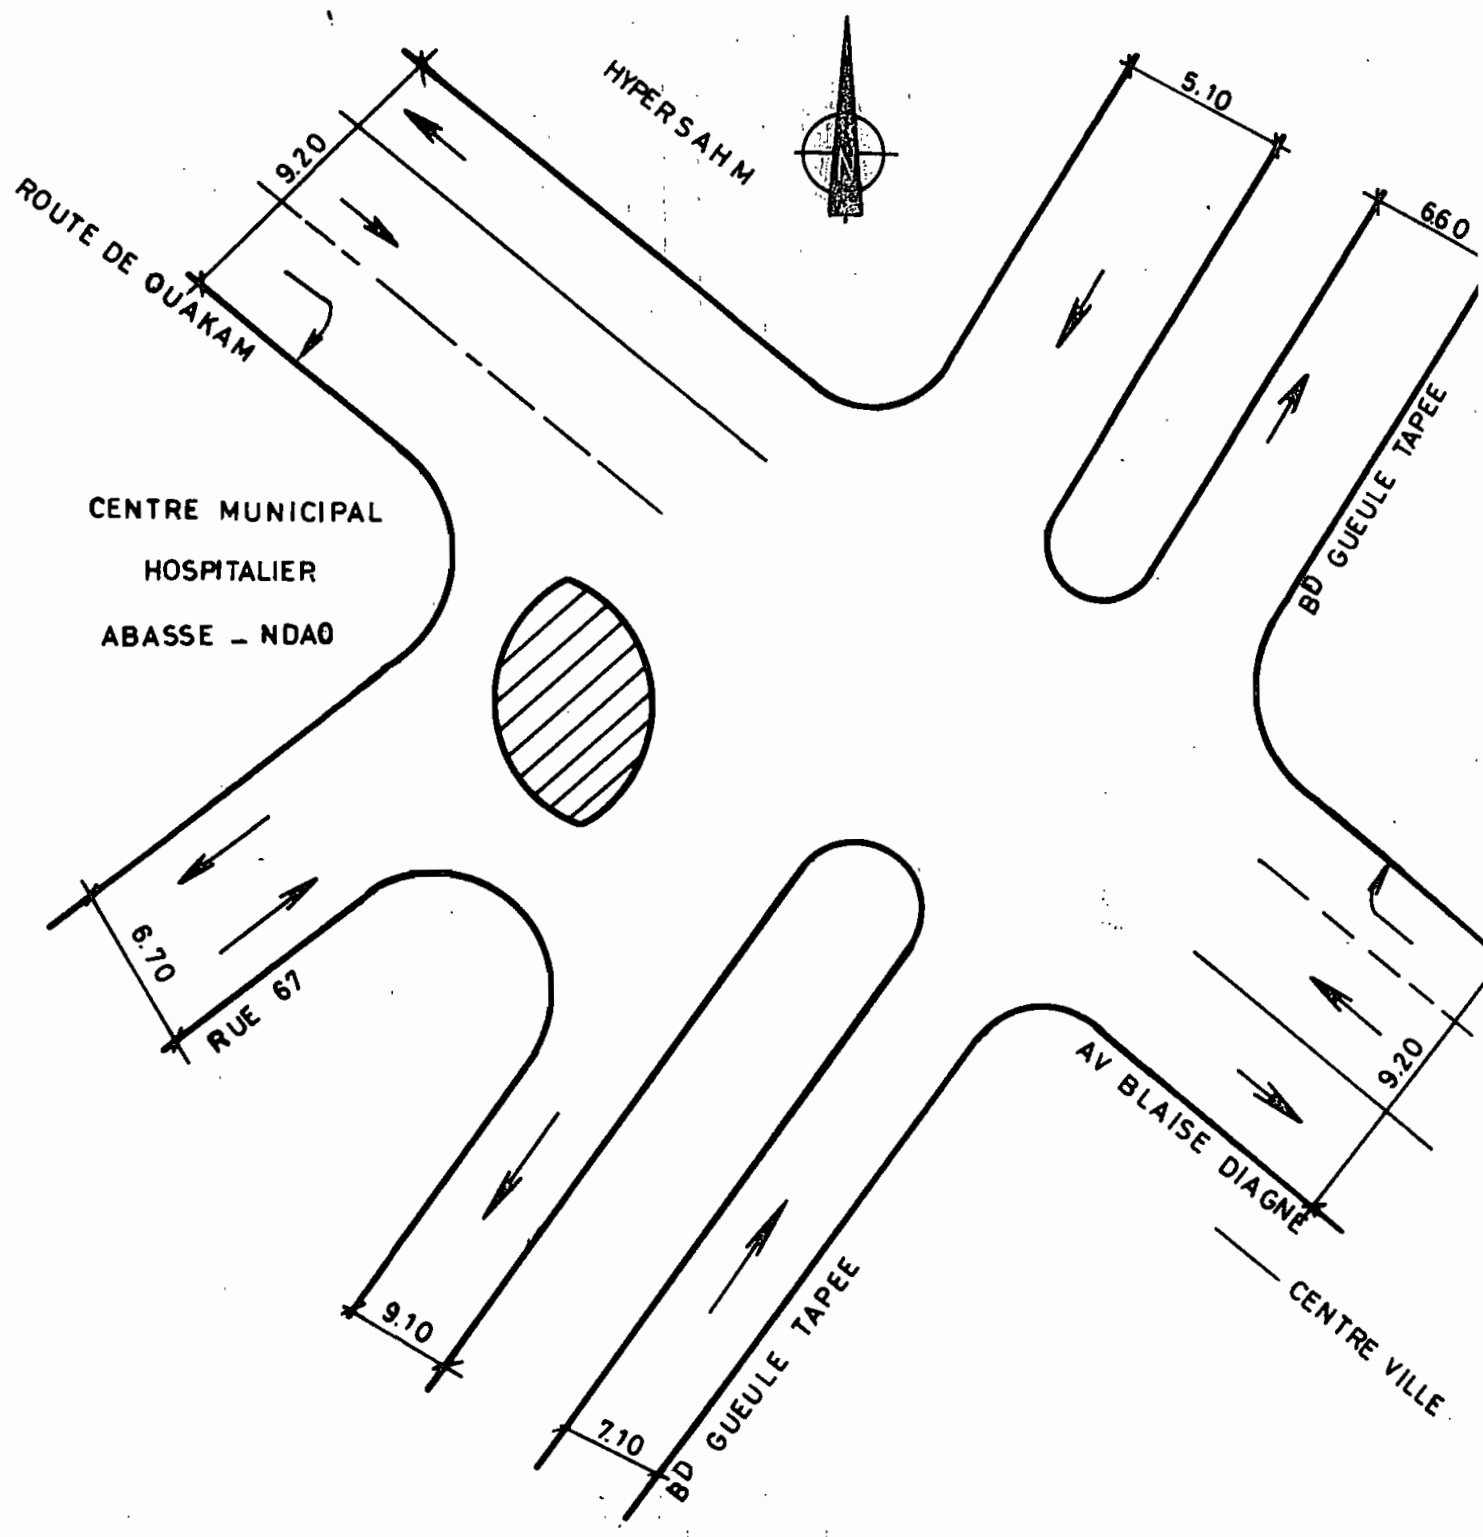 HYPERSAHM
N
5.10
6.60
9.20
ROUTE DE OUAKAM
BD GUEULE TAPEE
CENTRE MUNICIPAL
HOSPITALIER
ABASSE _ NDAO
6.70
RUE 67
9.20
AV BLAISE DIAGNE
CENTRE VILLE
9.10
7.10
BD GUEULE TAPEE